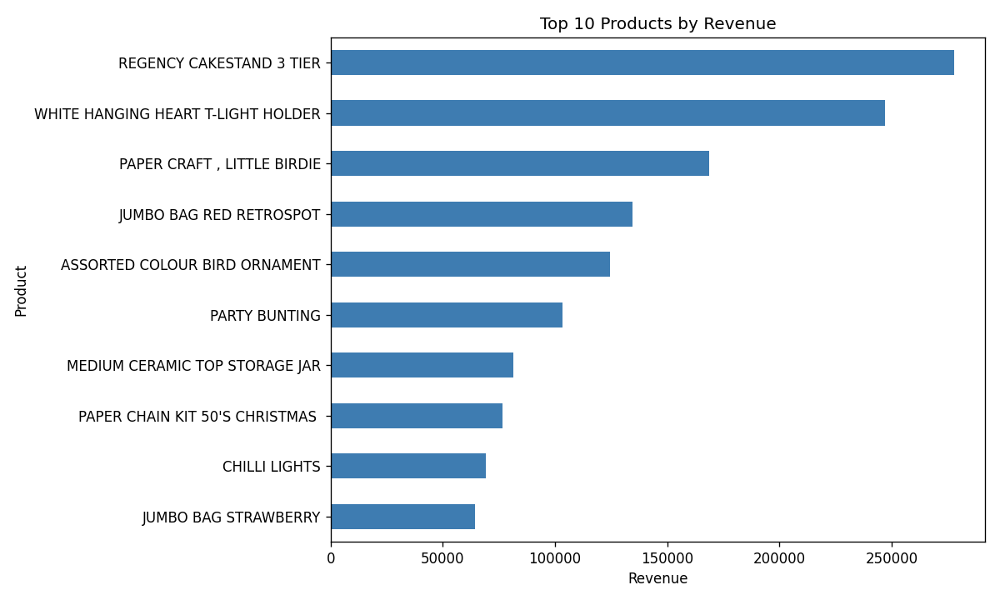 Top 10 Products by Revenue
REGENCY CAKESTAND 3 TIER
WHITE HANGING HEART T-LIGHT HOLDER
PAPER CRAFT , LITTLE BIRDIE
JUMBO BAG RED RETROSPOT
ASSORTED COLOUR BIRD ORNAMENT
PARTY BUNTING
MEDIUM CERAMIC TOP STORAGE JAR
PAPER CHAIN KIT 50'S CHRISTMAS
CHILLI LIGHTS
JUMBO BAG STRAWBERRY
Product
0 50000 100000 150000 200000 250000
Revenue